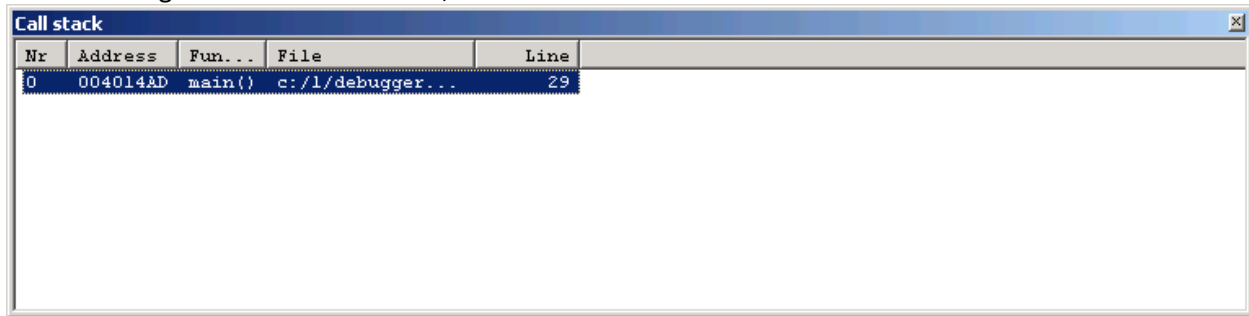 Call stack
Nr Address Fun... File Line
0 004014AD main() c:/1/debugger... 29